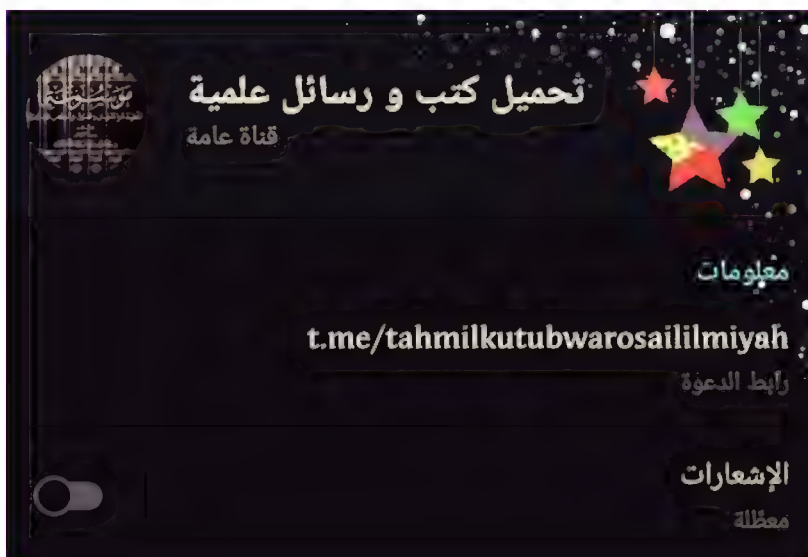 تحميل كتب و رسائل علمية
قناة عامة
معلومات
t.me/tahmilkutubwarosaililmiyah
رابط الدعوة
الإشعارات
معطلة